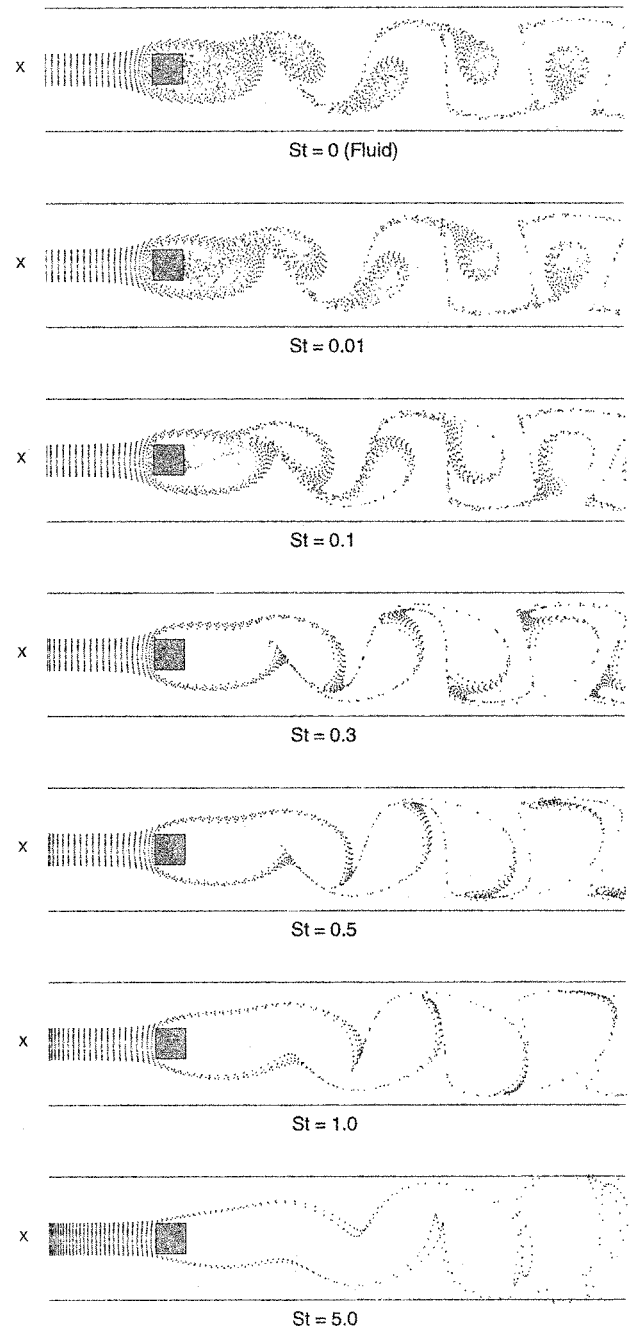 x
St = 0 (Fluid)
x
St = 0.01
x
St = 0.1
x
St = 0.3
x
St = 0.5
x
St = 1.0
x
St = 5.0